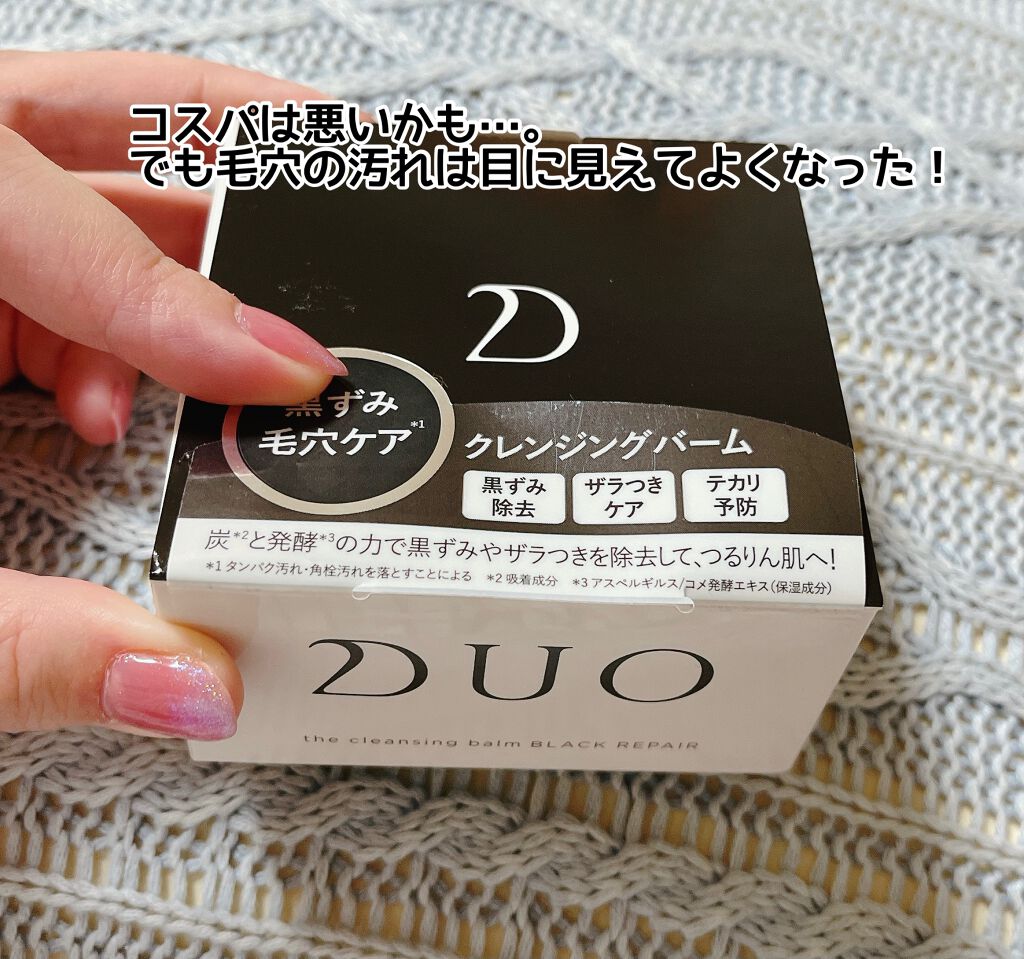 コスパは悪いかも…。
でも毛穴の汚れは目に見えてよくなった！
D
黒ずみ
毛穴ケア*1
クレンジングバーム
黒ずみ
除去
ザラつき
ケア
テカリ
予防
炭*2と発酵*3の力で黒ずみやザラつきを除去して、つるりん肌へ!
*1 タンパク汚れ・角栓汚れを落とすことによる *2 吸着成分 *3 アスペルギルス/コメ発酵エキス(保湿成分)
DUO
the cleansing balm BLACK REPAIR